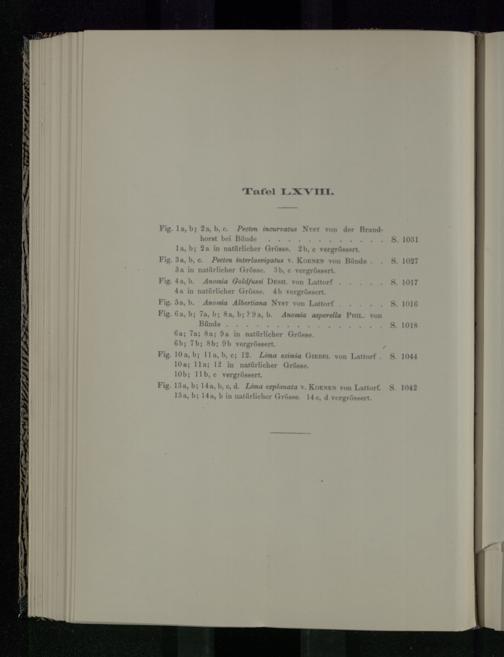 Tafel LXVIII.
Fig. 1a, b; 2a, b, c. Pecten incurvatus NYST von der Brand-
horst bei Bünde . . . . . . . . . . . . S. 1031
1a, b; 2a in natürlicher Grösse. 2b, c vergrössert.
Fig. 3a, b, c. Pecten interlaevigatus v. KOENEN von Bünde . . S. 1027
3a in natürlicher Grösse. 3b, c vergrössert.
Fig. 4a, b. Anomia Goldfussi DESH. von Lattorf . . . . . S. 1017
4a in natürlicher Grösse. 4b vergrössert.
Fig. 5a, b. Anomia Albertiana NYST von Lattorf . . . . . S. 1016
Fig. 6a, b; 7a, b; 8a, b; ? 9a, b. Anomia asperella PHIL. von
Bünde . . . . . . . . . . . . . . . . S. 1018
6a; 7a; 8a; 9a in natürlicher Grösse.
6b; 7b; 8b; 9b vergrössert.
Fig. 10a, b; 11a, b, c; 12. Lima eximia GIEBEL von Lattorf . S. 1044
10a; 11a; 12 in natürlicher Grösse.
10b; 11b, c vergrössert.
Fig. 13a, b; 14a, b, c, d. Lima explanata v. KOENEN von Lattorf. S. 1042
13a, b; 14a, b in natürlicher Grösse. 14c, d vergrössert.